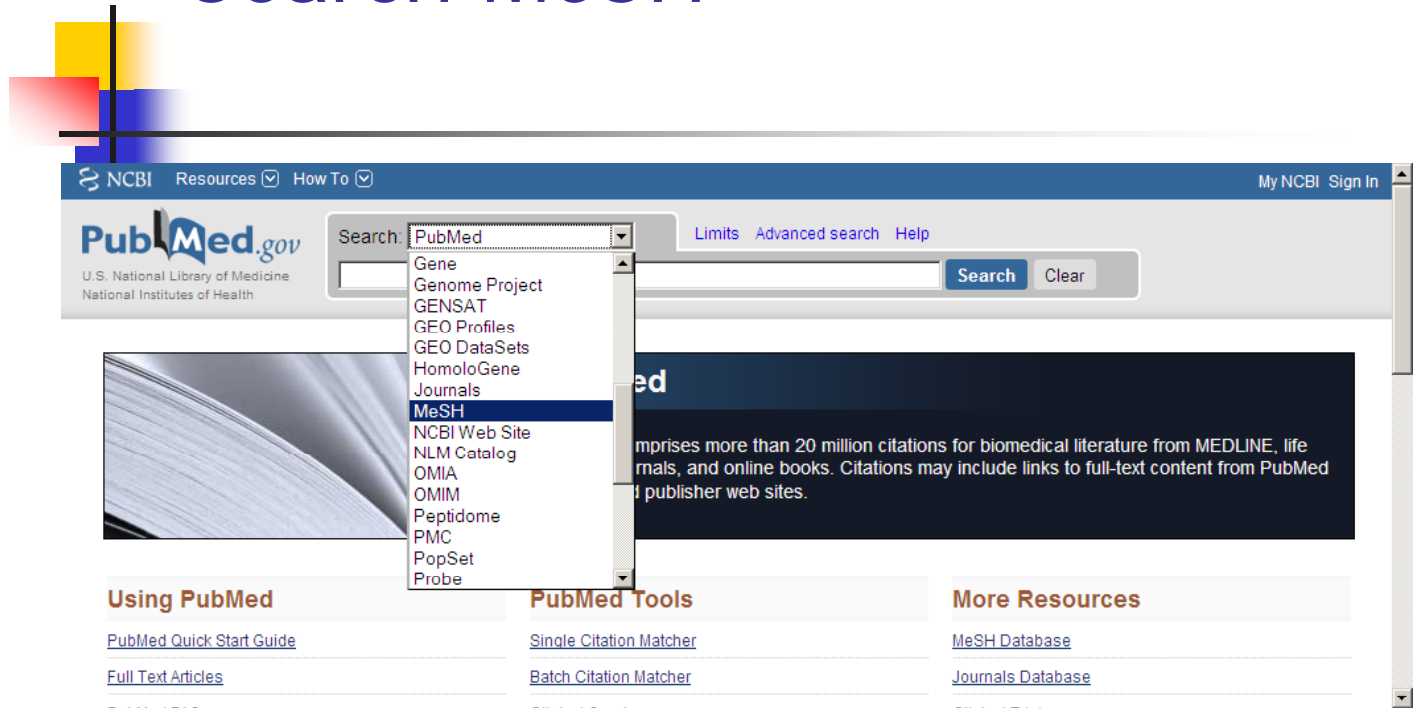 Search MeSH
NCBI Resources How To My NCBI Sign In
PubMed.gov
U.S. National Library of Medicine
National Institutes of Health
Search: PubMed
Limits Advanced search Help
Search Clear
Gene
Genome Project
GENSAT
GEO Profiles
GEO DataSets
HomoloGene
Journals
MeSH
NCBI Web Site
NLM Catalog
OMIA
OMIM
Peptidome
PMC
PopSet
Probe
ed
mprises more than 20 million citations for biomedical literature from MEDLINE, life
rnals, and online books. Citations may include links to full-text content from PubMed
publisher web sites.
Using PubMed
PubMed Quick Start Guide
Full Text Articles
PubMed Tools
Single Citation Matcher
Batch Citation Matcher
More Resources
MeSH Database
Journals Database